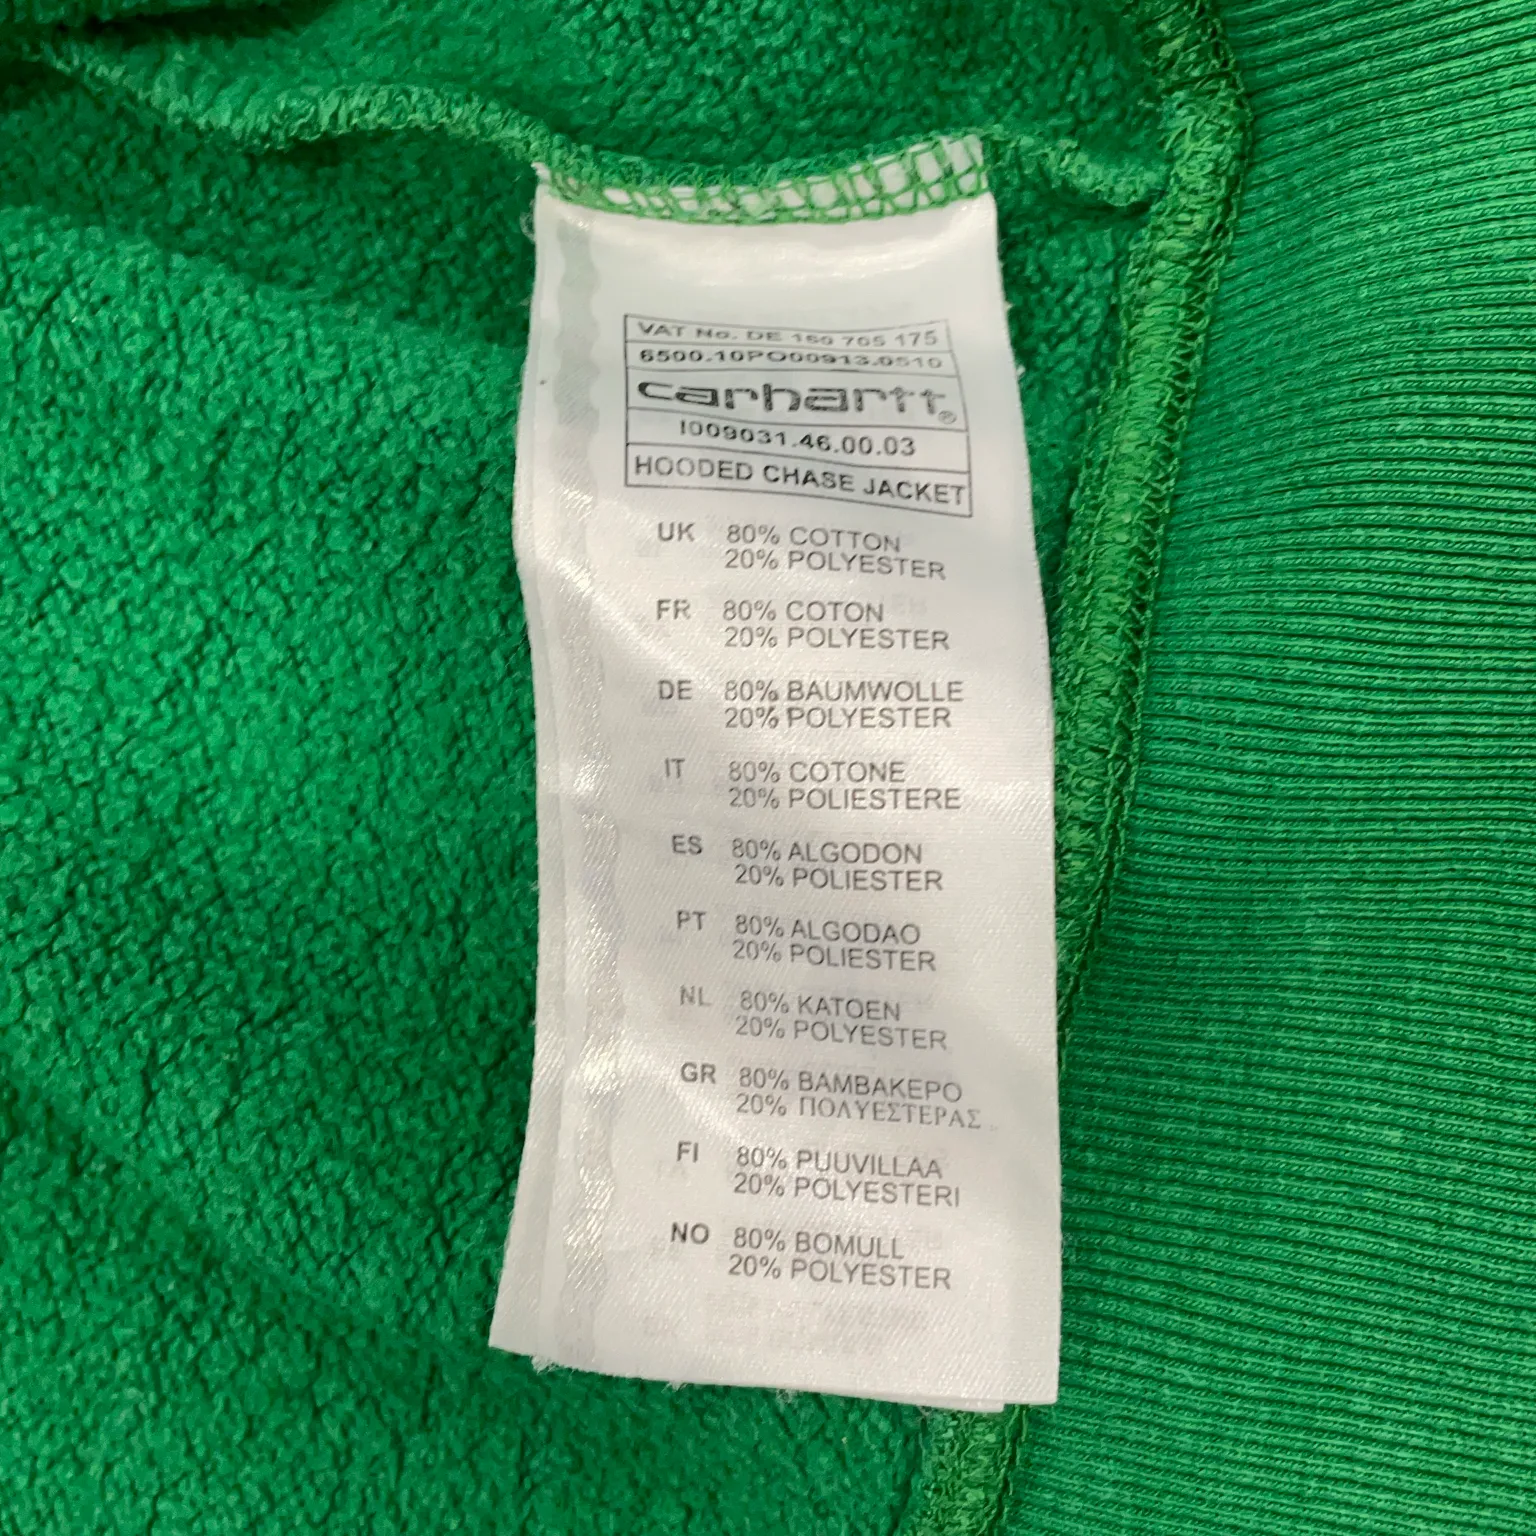 VAT No. DE 160 705 175
6500.10PO00913.0510
carhartt®
I009031.46.00.03
HOODED CHASE JACKET
UK 80% COTTON
20% POLYESTER
FR 80% COTON
20% POLYESTER
DE 80% BAUMWOLLE
20% POLYESTER
IT 80% COTONE
20% POLIESTERE
ES 80% ALGODON
20% POLIESTER
PT 80% ALGODAO
20% POLIESTER
NL 80% KATOEN
20% POLYESTER
GR 80% ΒΑΜΒΑΚΕΡΟ
20% ΠΟΛΥΕΣΤΕΡΑΣ
FI 80% PUUVILLAA
20% POLYESTERI
NO 80% BOMULL
20% POLYESTER